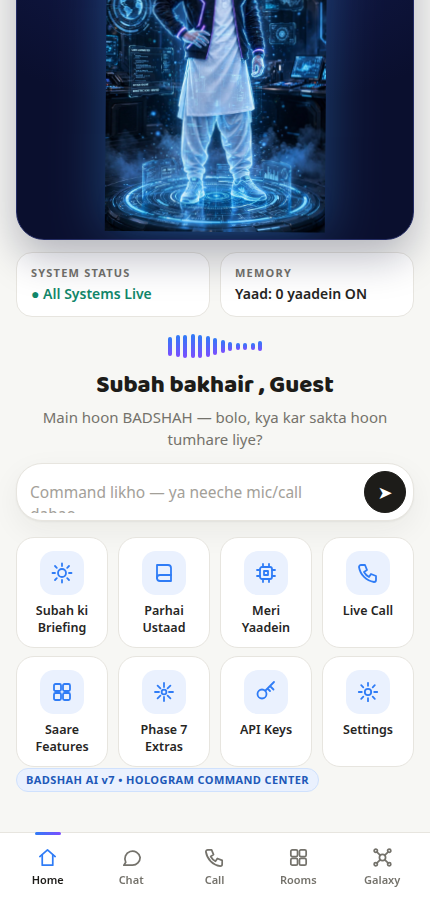 SYSTEM STATUS
● All Systems Live
MEMORY
Yaad: 0 yaadein ON
Subah bakhair , Guest
Main hoon BADSHAH — bolo, kya kar sakta hoon
tumhare liye?
Command likho — ya neeche mic/call
Subah ki
Briefing
Parhai
Ustaad
Meri
Yaadein
Live Call
Saare
Features
Phase 7
Extras
API Keys
Settings
BADSHAH AI v7 • HOLOGRAM COMMAND CENTER
Home
Chat
Call
Rooms
Galaxy